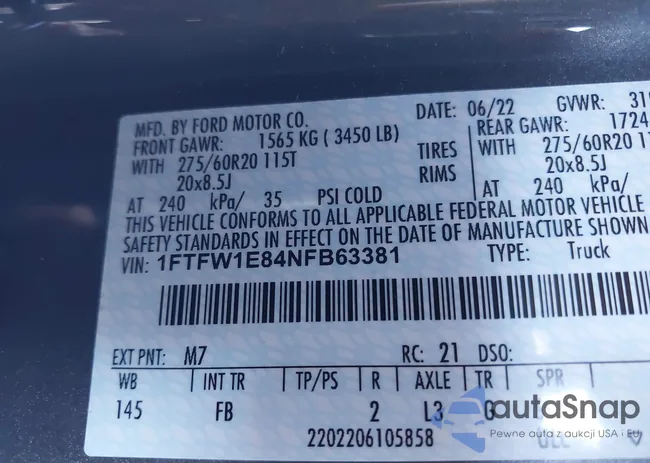 MFD. BY FORD MOTOR CO. DATE: 06/22 GVWR:
FRONT GAWR: 1565 KG ( 3450 LB) REAR GAWR: 1724
WITH 275/60R20 115T TIRES WITH 275/60R20
20x8.5J RIMS 20x8.5J
AT 240 kPa/ 35 PSI COLD AT 240 kPa/
THIS VEHICLE CONFORMS TO ALL APPLICABLE FEDERAL MOTOR VEHICLE
SAFETY STANDARDS IN EFFECT ON THE DATE OF MANUFACTURE SHOWN
VIN: 1FTFW1E84NFB63381 TYPE: Truck
EXT PNT: M7 RC: 21 DSO:
WB INT TR TP/PS R AXLE TR SPR
145 FB 2 L3 G
2202206105858
autaSnap
Pewne auta z aukcji USA i EU